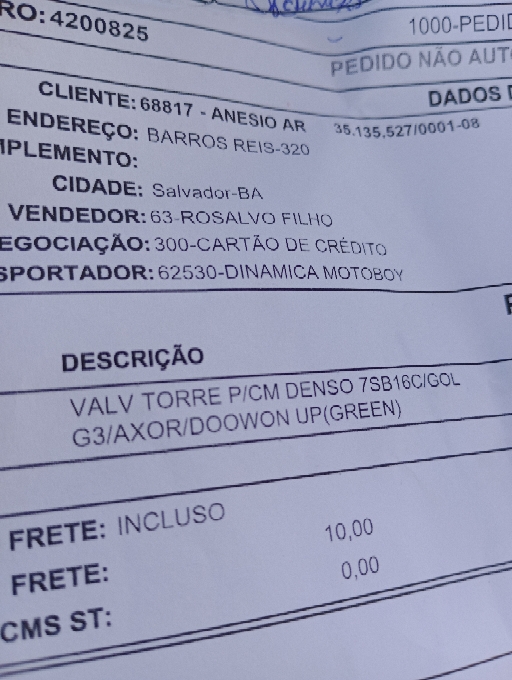 RO: 4200825
1000-PEDID
PEDIDO NÃO AUT
DADOS D
CLIENTE: 68817 - ANESIO AR 35.135.527/0001-08
ENDEREÇO: BARROS REIS-320
MPLEMENTO:
CIDADE: Salvador-BA
VENDEDOR: 63-ROSALVO FILHO
EGOCIAÇÃO: 300-CARTÃO DE CRÉDITO
SPORTADOR: 62530-DINAMICA MOTOBOY
DESCRIÇÃO
VALV TORRE P/CM DENSO 7SB16C/GOL
G3/AXOR/DOOWON UP(GREEN)
FRETE: INCLUSO
10,00
FRETE:
0,00
CMS ST: